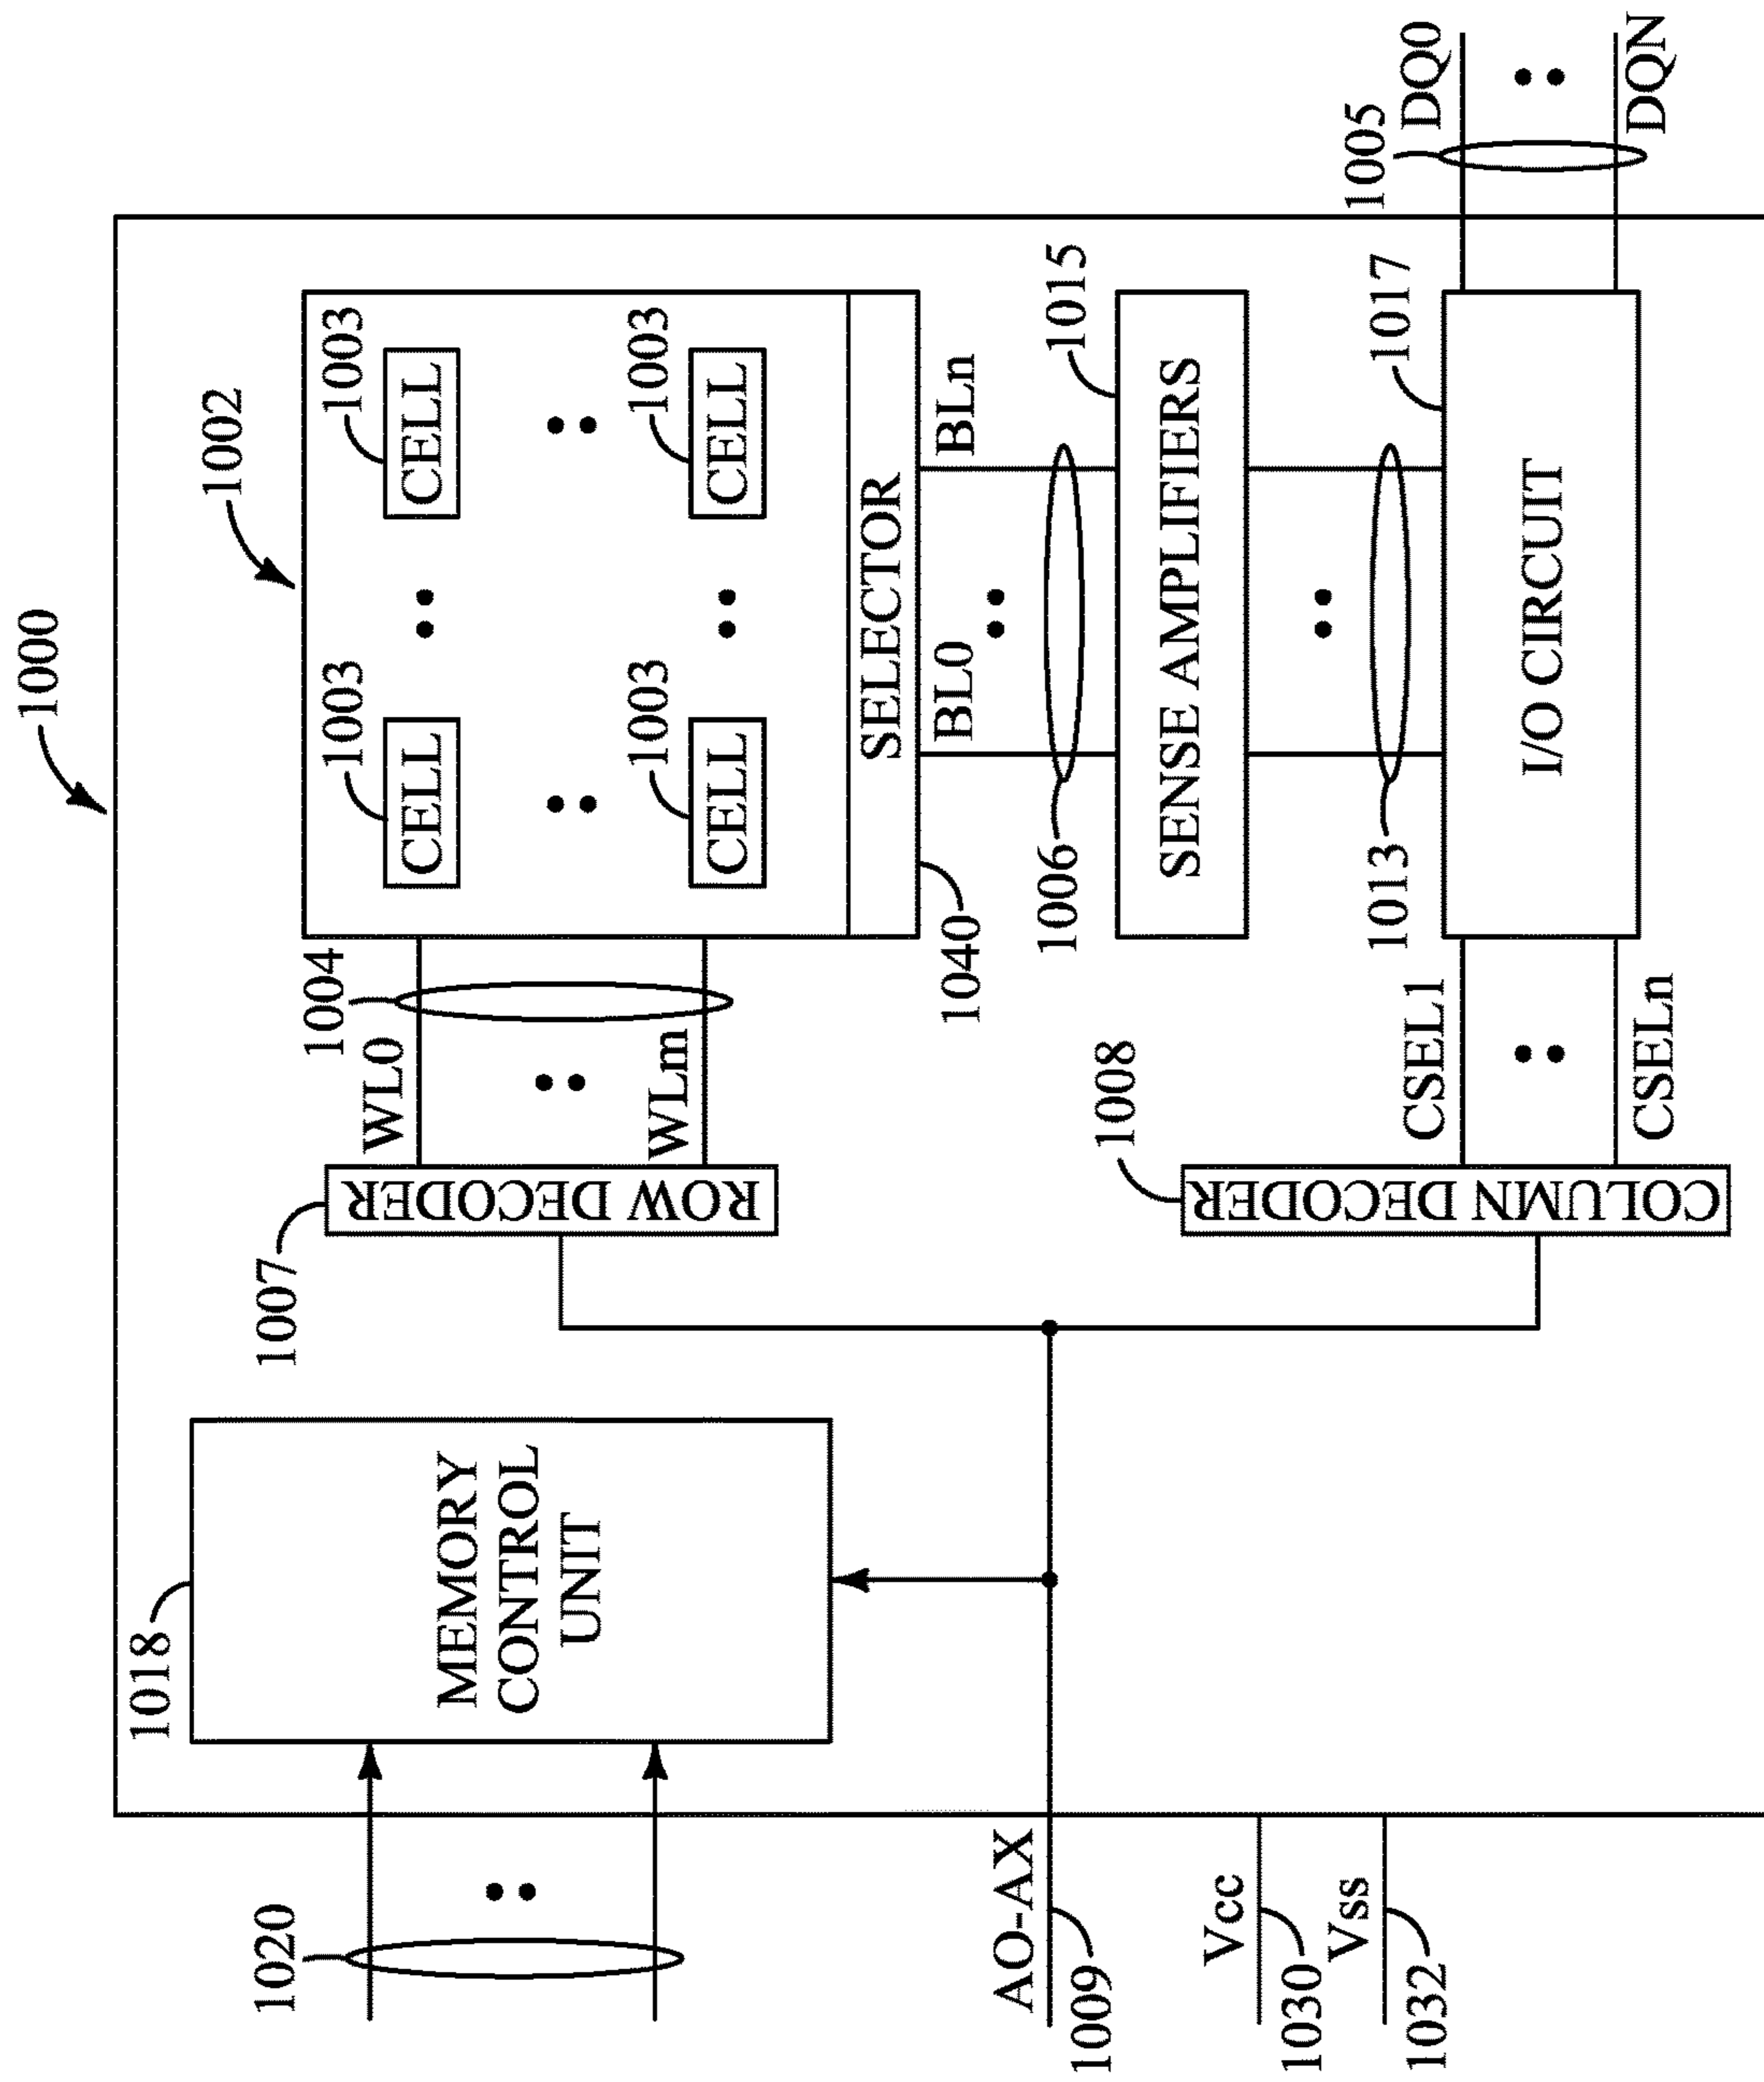 1000
1002
1018
MEMORY
CONTROL
UNIT
1020
1007
ROW DECODER
1004
WL0
WLm
1003
CELL
1003
CELL
1003
CELL
1003
CELL
SELECTOR
1040
BL0
BLn
1006
1015
SENSE AMPLIFIERS
1013
1017
I/O CIRCUIT
AO-AX
1009
Vcc
1030
Vss
1032
1008
COLUMN DECODER
CSEL1
CSELn
1005
DQ0
DQN